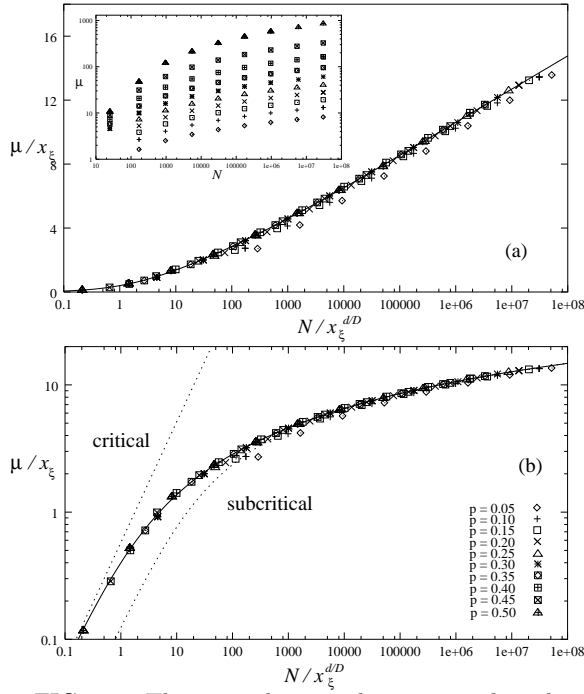 1000
100
μ
10
1
10
100
1000
10000
100000
1e+06
1e+07
N
16
12
μ/x_ξ
8
4
0
(a)
0.1
1
10
100
1000
10000
100000
1e+06
1e+07
1e+08
N/x_ξ^{d/D}
10
critical
μ/x_ξ
(b)
subcritical
1
p = 0.05
p = 0.10
p = 0.15
p = 0.20
p = 0.25
p = 0.30
p = 0.35
p = 0.40
p = 0.45
p = 0.50
0.1
0.1
1
10
100
1000
10000
100000
1e+06
1e+07
1e+08
N/x_ξ^{d/D}